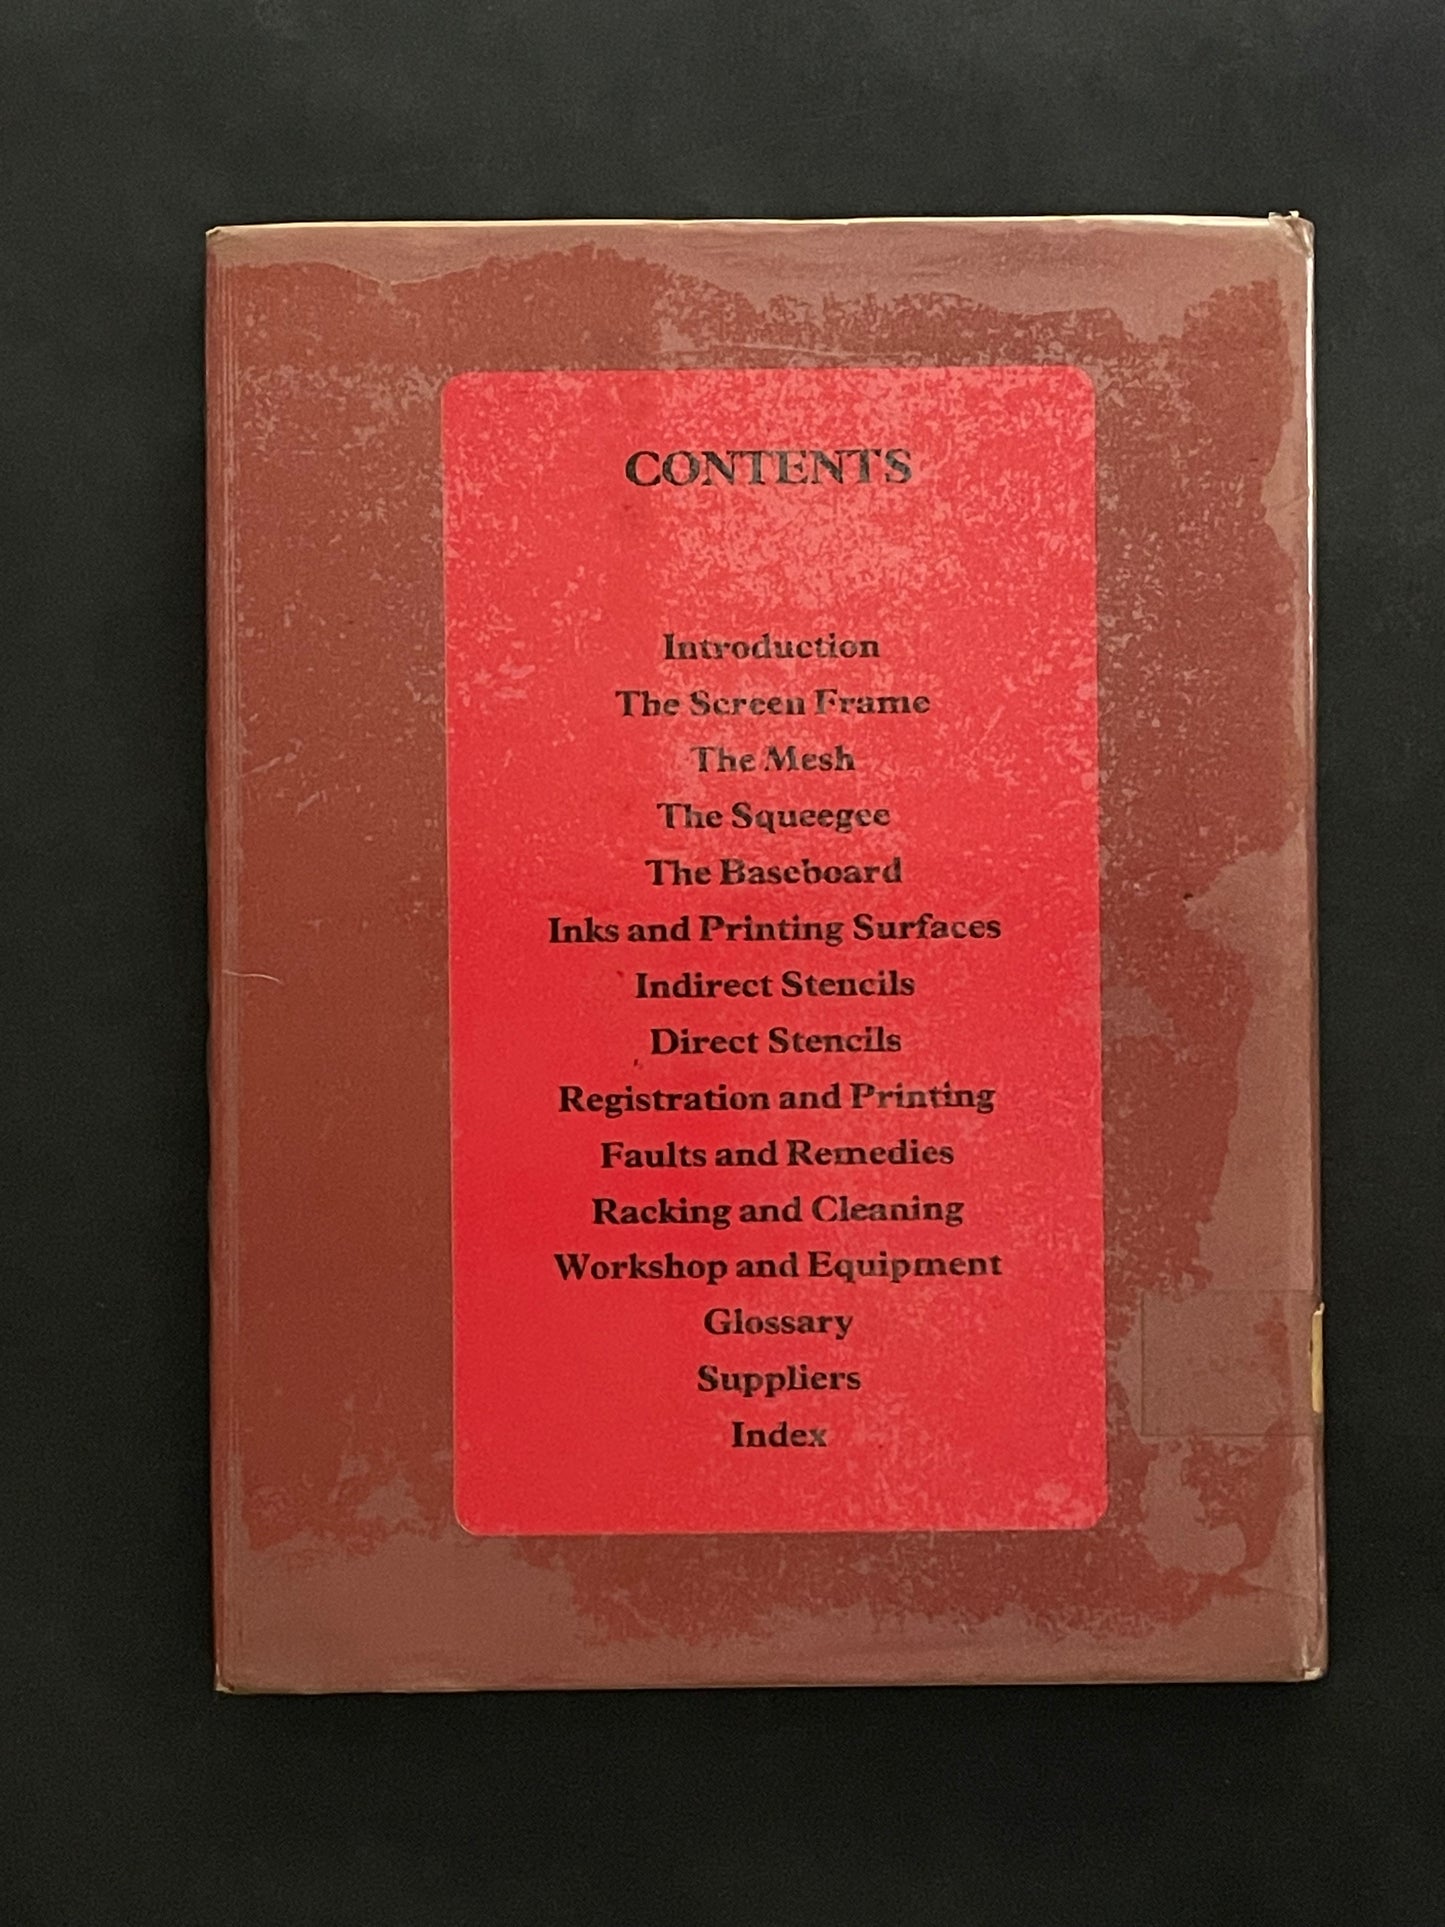 CONTENTS
Introduction
The Screen Frame
The Mesh
The Squeegee
The Baseboard
Inks and Printing Surfaces
Indirect Stencils
Direct Stencils
Registration and Printing
Faults and Remedies
Racking and Cleaning
Workshop and Equipment
Glossary
Suppliers
Index